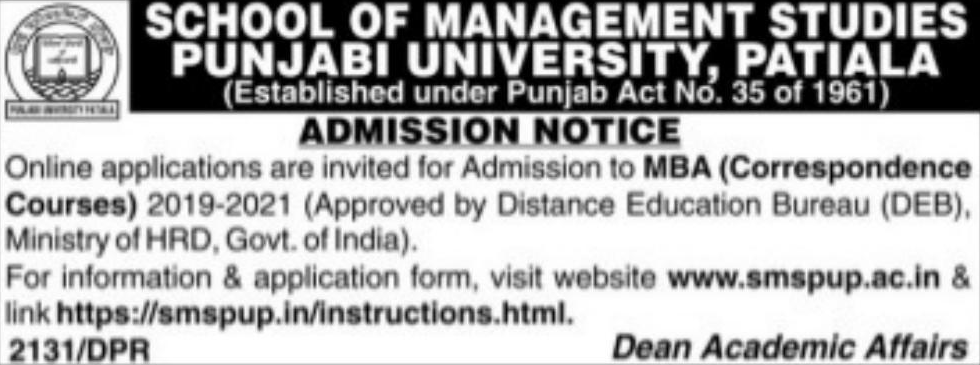 SCHOOL OF MANAGEMENT STUDIES
PUNJABI UNIVERSITY, PATIALA
(Established under Punjab Act No. 35 of 1961)
PUNJABI UNIVERSITY PATIALA
ADMISSION NOTICE
Online applications are invited for Admission to MBA (Correspondence
Courses) 2019-2021 (Approved by Distance Education Bureau (DEB),
Ministry of HRD, Govt. of India).
For information & application form, visit website www.smspup.ac.in &
link https://smspup.in/instructions.html.
2131/DPR Dean Academic Affairs